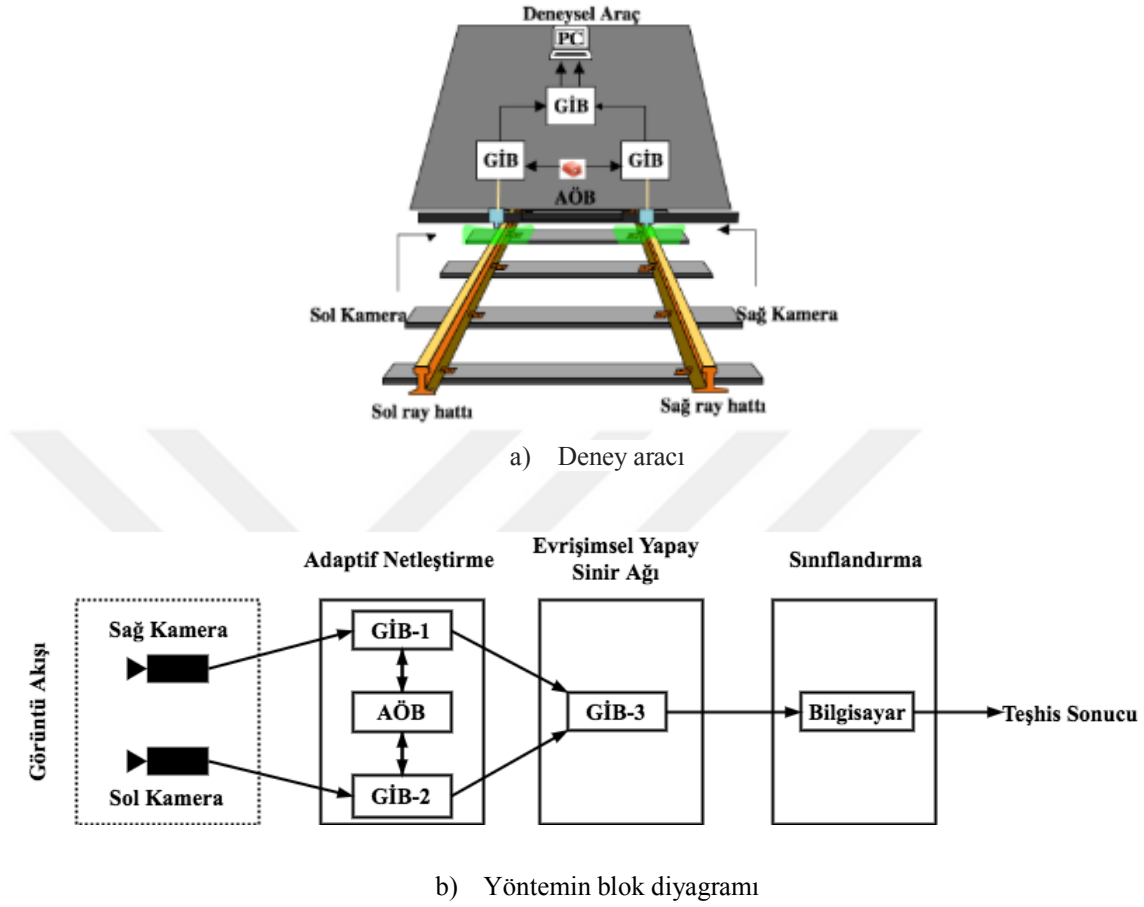 Deneysel Araç
PC
GİB
GİB
GİB
AÖB
Sol Kamera
Sağ Kamera
Sol ray hattı
Sağ ray hattı
a) Deney aracı
Adaptif Netleştirme
Evrişimsel Yapay
Sinir Ağı
Sınıflandırma
Görüntü Akışı
Sağ Kamera
GİB-1
AÖB
GİB-3
Bilgisayar
Teşhis Sonucu
Sol Kamera
GİB-2
b) Yöntemin blok diyagramı